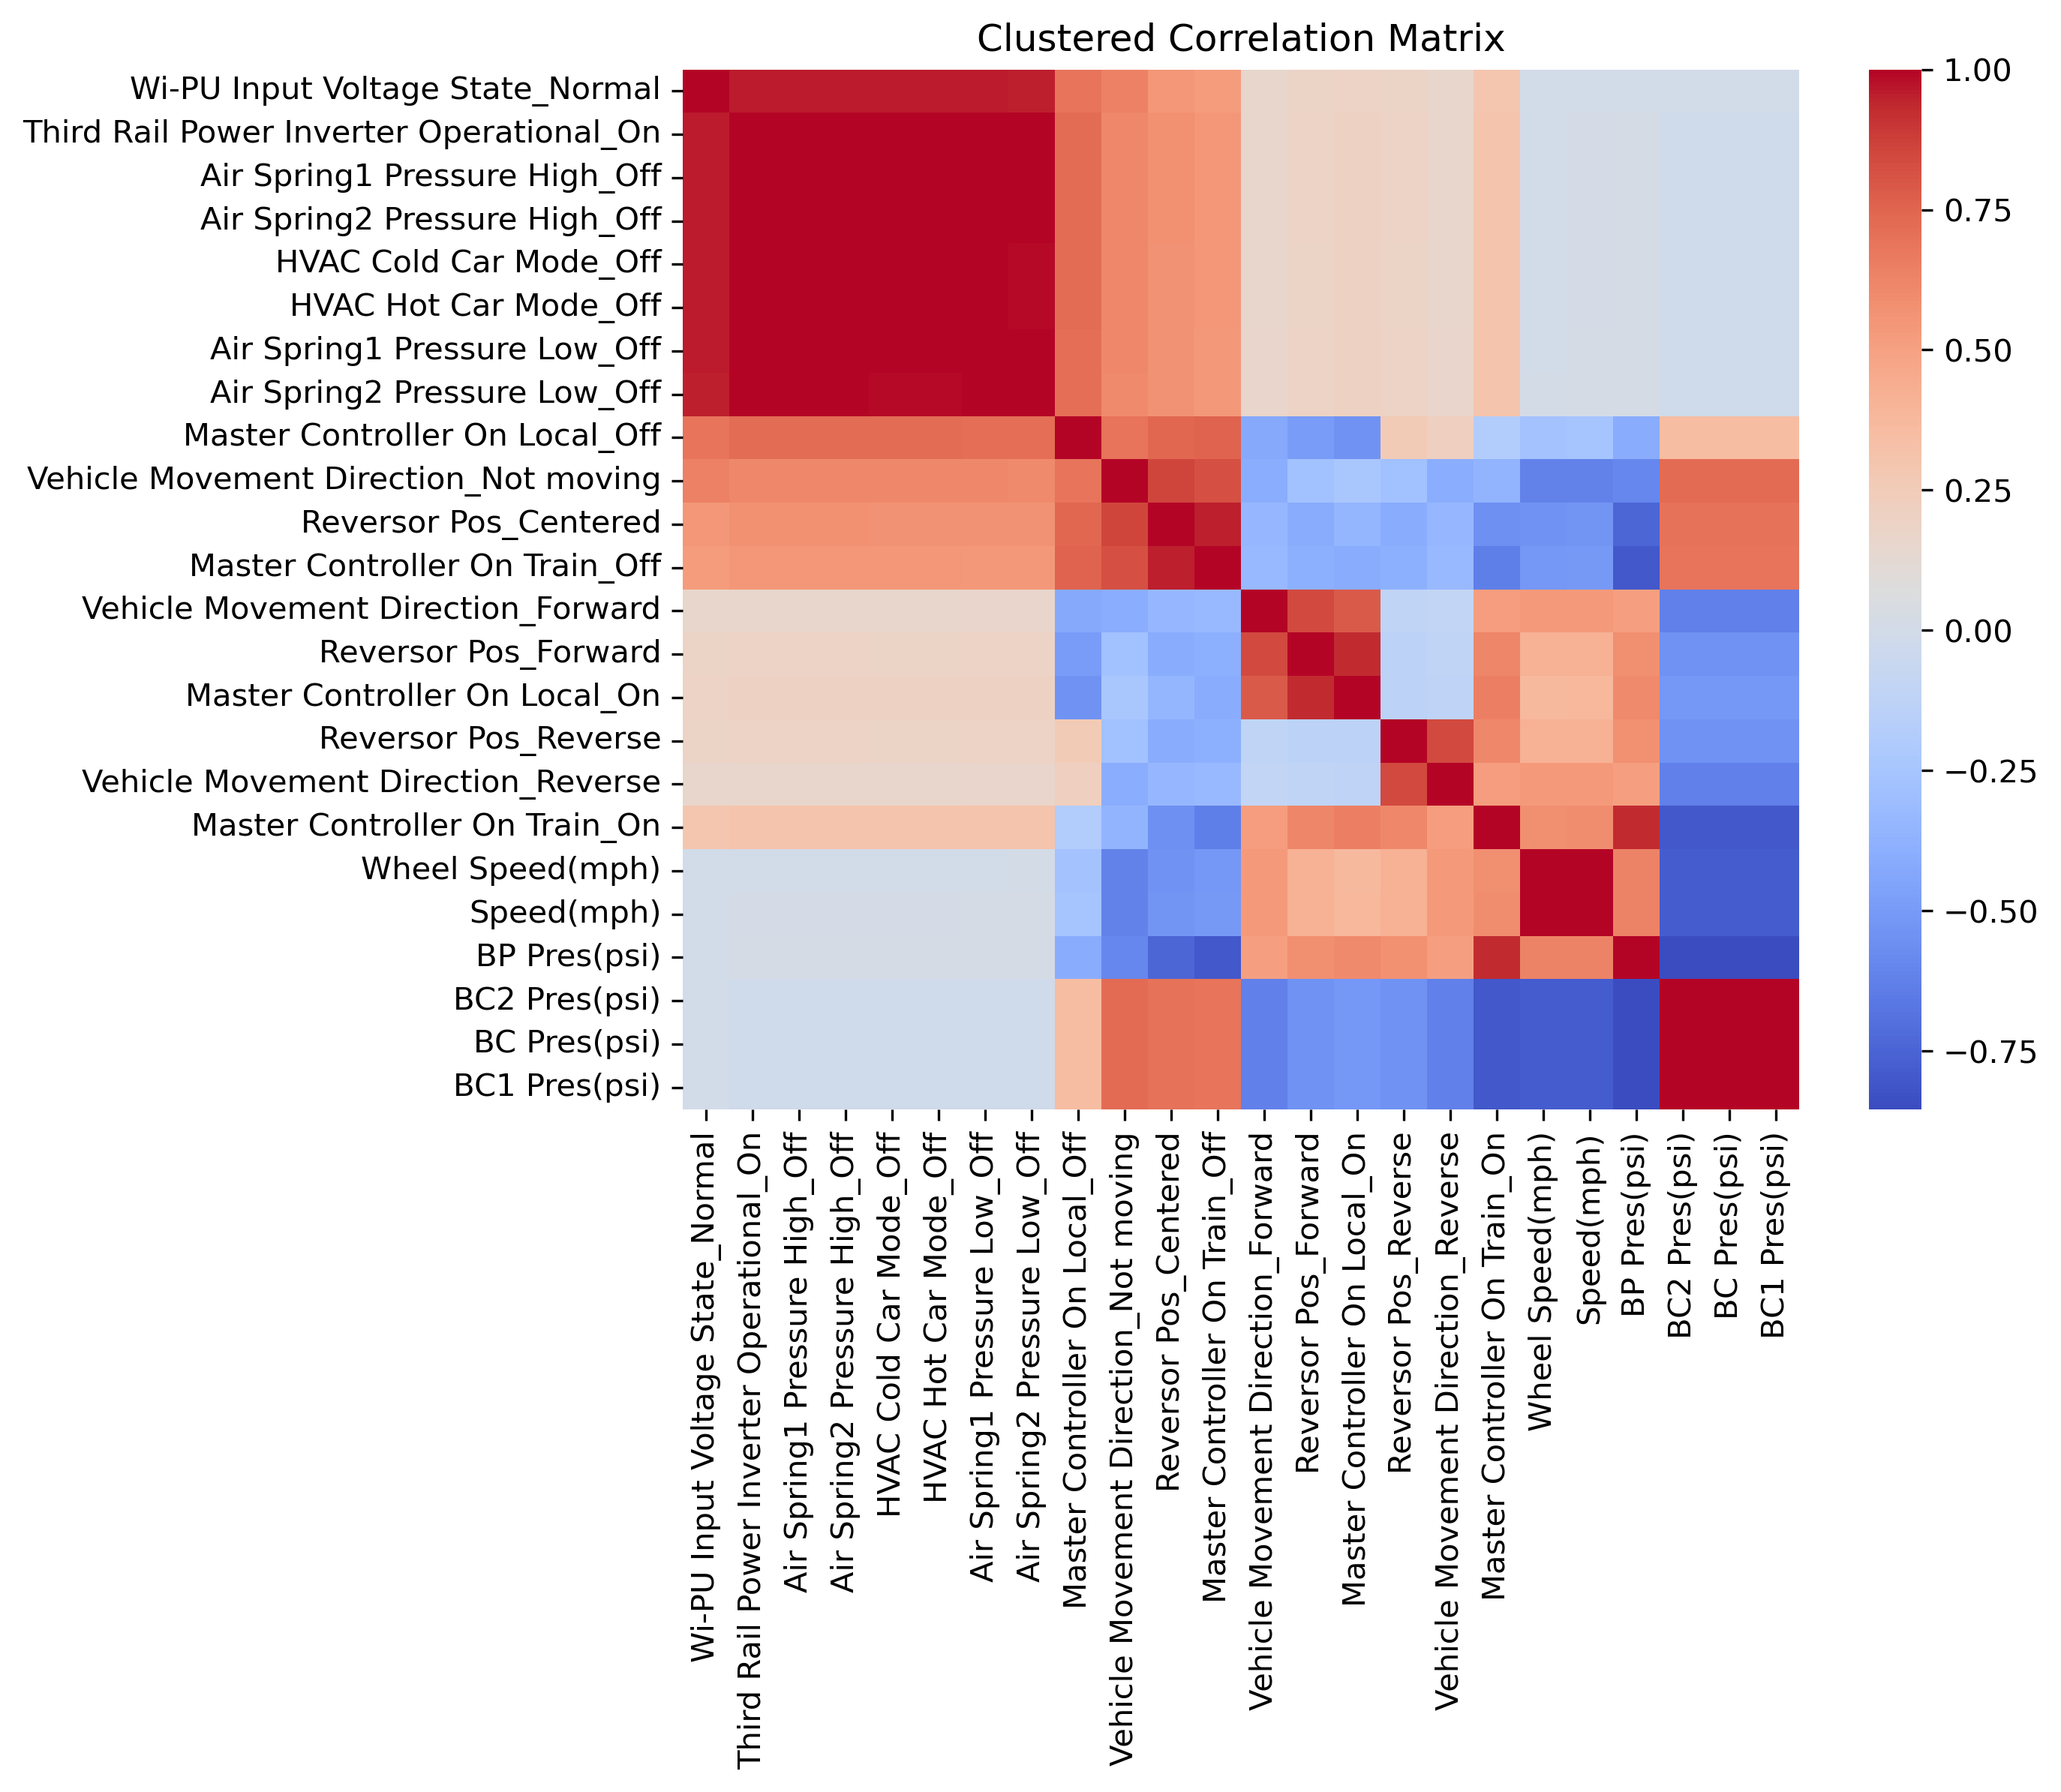 Clustered Correlation Matrix
Wi-PU Input Voltage State_Normal
Third Rail Power Inverter Operational_On
Air Spring1 Pressure High_Off
Air Spring2 Pressure High_Off
HVAC Cold Car Mode_Off
HVAC Hot Car Mode_Off
Air Spring1 Pressure Low_Off
Air Spring2 Pressure Low_Off
Master Controller On Local_Off
Vehicle Movement Direction_Not moving
Reversor Pos_Centered
Master Controller On Train_Off
Vehicle Movement Direction_Forward
Reversor Pos_Forward
Master Controller On Local_On
Reversor Pos_Reverse
Vehicle Movement Direction_Reverse
Master Controller On Train_On
Wheel Speed(mph)
Speed(mph)
BP Pres(psi)
BC2 Pres(psi)
BC Pres(psi)
BC1 Pres(psi)
Wi-PU Input Voltage State_Normal
Third Rail Power Inverter Operational_On
Air Spring1 Pressure High_Off
Air Spring2 Pressure High_Off
HVAC Cold Car Mode_Off
HVAC Hot Car Mode_Off
Air Spring1 Pressure Low_Off
Air Spring2 Pressure Low_Off
Master Controller On Local_Off
Vehicle Movement Direction_Not moving
Reversor Pos_Centered
Master Controller On Train_Off
Vehicle Movement Direction_Forward
Reversor Pos_Forward
Master Controller On Local_On
Reversor Pos_Reverse
Vehicle Movement Direction_Reverse
Master Controller On Train_On
Wheel Speed(mph)
Speed(mph)
BP Pres(psi)
BC2 Pres(psi)
BC Pres(psi)
BC1 Pres(psi)
1.00
0.75
0.50
0.25
0.00
−0.25
−0.50
−0.75